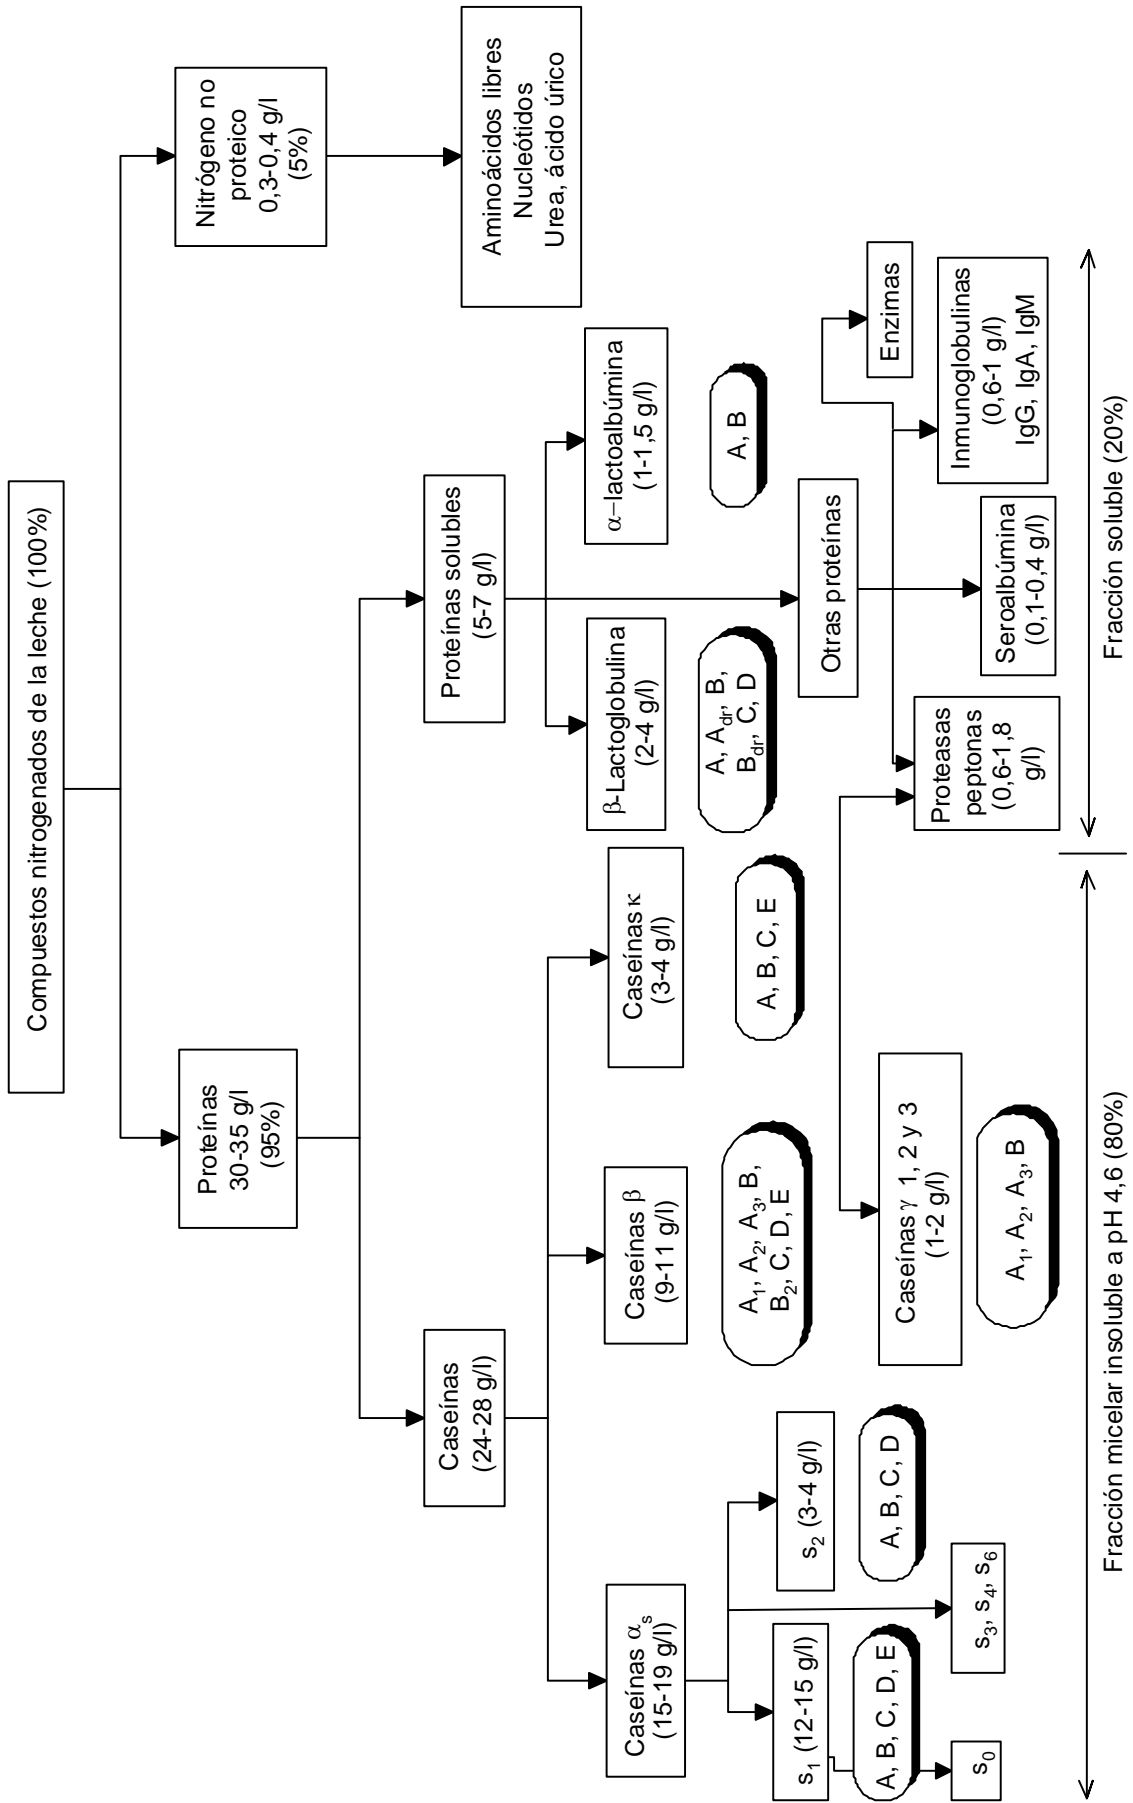 Compuestos nitrogenados de la leche (100%)
Proteínas
30-35 g/l
(95%)
Nitrógeno no
proteico
0,3-0,4 g/l
(5%)
Caseínas
(24-28 g/l)
Proteínas solubles
(5-7 g/l)
Aminoácidos libres
Nucleótidos
Urea, ácido úrico
Caseínas αs
(15-19 g/l)
Caseínas β
(9-11 g/l)
Caseínas κ
(3-4 g/l)
β-Lactoglobulina
(2-4 g/l)
α–lactoalbúmina
(1-1,5 g/l)
A₁, A₂, A₃, B,
B₂, C, D, E
A, B, C, E
A, A_dr, B,
B_dr, C, D
A, B
s₁ (12-15 g/l)
s₂ (3-4 g/l)
Otras proteínas
A, B, C, D, E
A, B, C, D
Caseínas γ 1, 2 y 3
(1-2 g/l)
Enzimas
s₀
s₃, s₄, s₆
A₁, A₂, A₃, B
Proteasas
peptonas
(0,6-1,8
g/l)
Seroalbúmina
(0,1-0,4 g/l)
Inmunoglobulinas
(0,6-1 g/l)
IgG, IgA, IgM
Fracción micelar insoluble a pH 4,6 (80%)
Fracción soluble (20%)